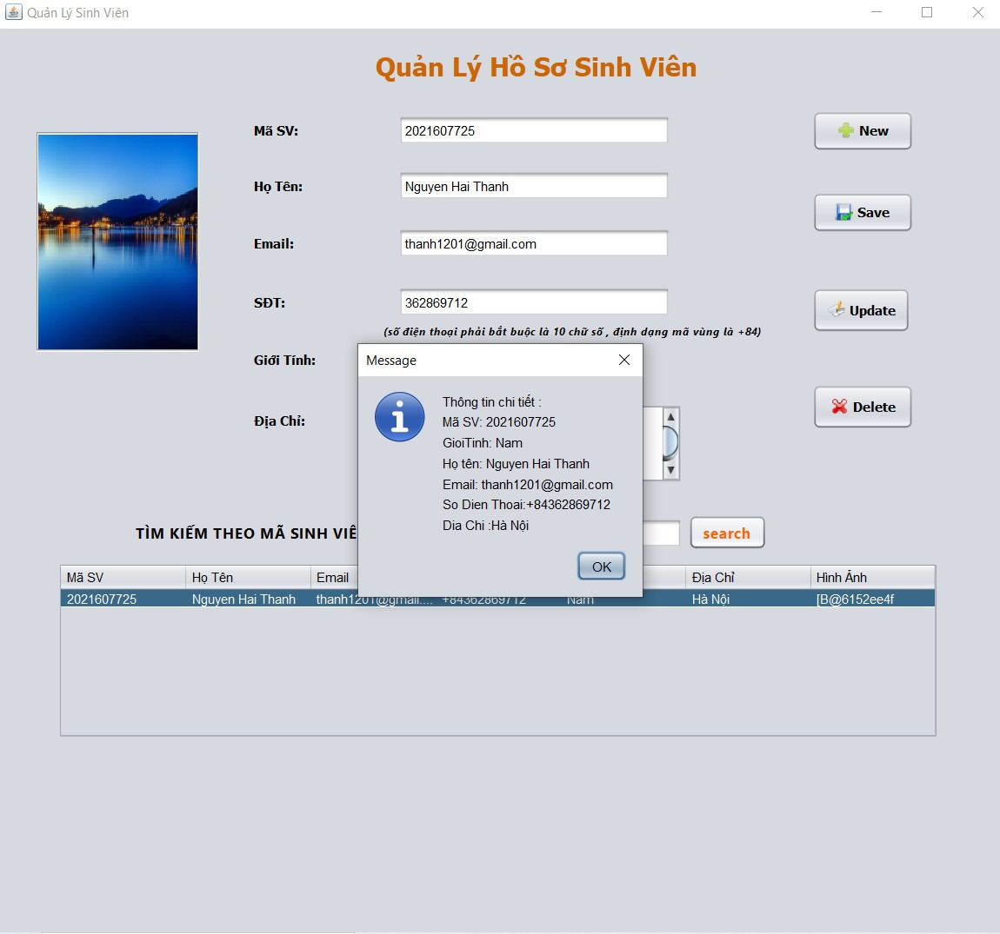 Quản Lý Sinh Viên
Quản Lý Hồ Sơ Sinh Viên
Mã SV:
2021607725
New
Họ Tên:
Nguyen Hai Thanh
Save
Email:
thanh1201@gmail.com
SĐT:
362869712
Update
(số điện thoại phải bắt buộc là 10 chữ số , định dạng mã vùng là +84)
Giới Tính:
Địa Chỉ:
Delete
Message
Thông tin chi tiết :
Mã SV: 2021607725
GioiTinh: Nam
Họ tên: Nguyen Hai Thanh
Email: thanh1201@gmail.com
So Dien Thoai:+84362869712
Dia Chi :Hà Nội
OK
TÌM KIẾM THEO MÃ SINH VIÊ
search
Mã SV Họ Tên Email Địa Chỉ Hình Ảnh
2021607725 Nguyen Hai Thanh thanh1201@gmail.... +84362869712 Nam Hà Nội [B@6152ee4f